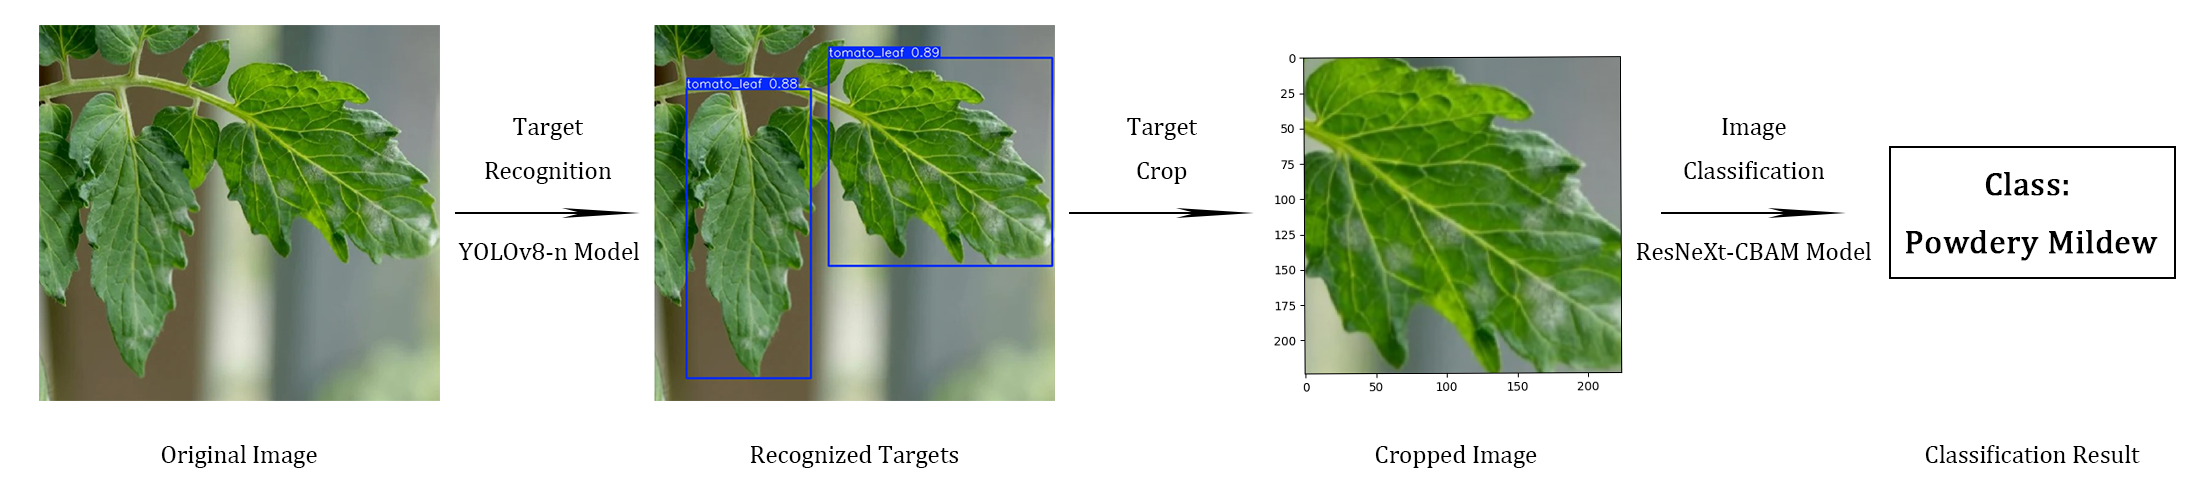 tomato_leaf 0.89
tomato_leaf 0.88
Target
Recognition
YOLOv8-n Model
Target
Crop
0
25
50
75
100
125
150
175
200
0
50
100
150
200
Image
Classification
ResNeXt-CBAM Model
Class:
Powdery Mildew
Original Image
Recognized Targets
Cropped Image
Classification Result